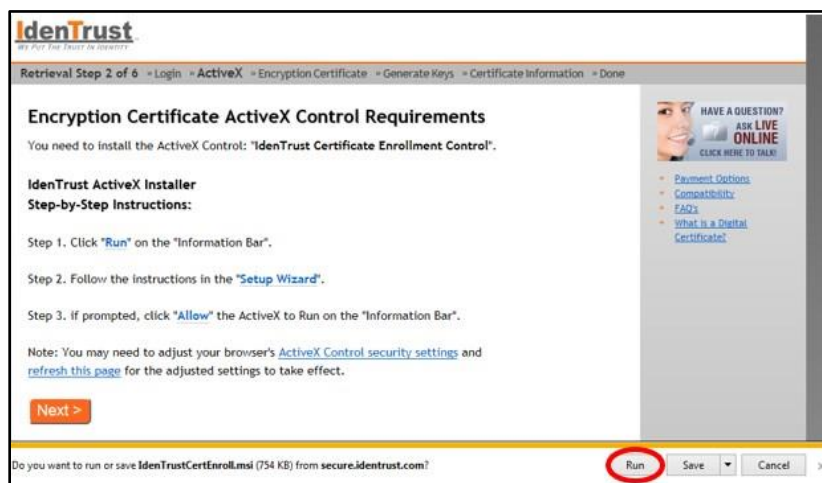 IdenTrust
WE PUT THE TRUST IN IDENTITY
Retrieval Step 2 of 6 » Login » ActiveX » Encryption Certificate » Generate Keys » Certificate Information » Done
Encryption Certificate ActiveX Control Requirements
You need to install the ActiveX Control: "IdenTrust Certificate Enrollment Control".
IdenTrust ActiveX Installer
Step-by-Step Instructions:
Step 1. Click "Run" on the "Information Bar".
Step 2. Follow the instructions in the "Setup Wizard".
Step 3. if prompted, click "Allow" the ActiveX to Run on the "Information Bar".
Note: You may need to adjust your browser's ActiveX Control security settings and
refresh this page for the adjusted settings to take effect.
Next >
HAVE A QUESTION?
ASK LIVE
ONLINE
CLICK HERE TO TALK!
Payment Options
Compatibility
FAQ's
What is a Digital
Certificate?
Do you want to run or save IdenTrustCertEnroll.msi (754 KB) from secure.identrust.com?
Run
Save
Cancel